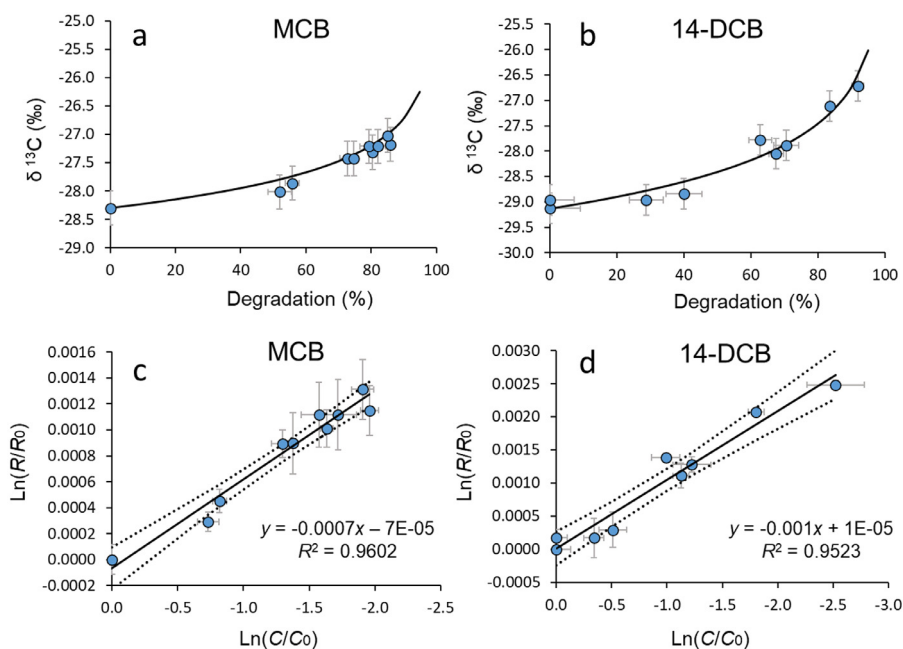 a
MCB
-25.0
-25.5
-26.0
-26.5
-27.0
-27.5
-28.0
-28.5
-29.0
δ 13C (‰)
0 20 40 60 80 100
Degradation (%)
b
14-DCB
-25.5
-26.0
-26.5
-27.0
-27.5
-28.0
-28.5
-29.0
-29.5
-30.0
δ 13C (‰)
0 20 40 60 80 100
Degradation (%)
c
MCB
0.0016
0.0014
0.0012
0.0010
0.0008
0.0006
0.0004
0.0002
0.0000
-0.0002
Ln(R/R0)
y = -0.0007x – 7E-05
R² = 0.9602
0.0 -0.5 -1.0 -1.5 -2.0 -2.5
Ln(C/C0)
d
14-DCB
0.0030
0.0025
0.0020
0.0015
0.0010
0.0005
0.0000
-0.0005
Ln(R/R0)
y = -0.001x + 1E-05
R² = 0.9523
0.0 -0.5 -1.0 -1.5 -2.0 -2.5 -3.0
Ln(C/C0)